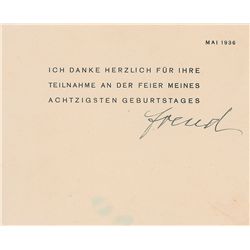 MAI 1936
ICH DANKE HERZLICH FÜR IHRE
TEILNAHME AN DER FEIER MEINES
ACHTZIGSTEN GEBURTSTAGES
Freud